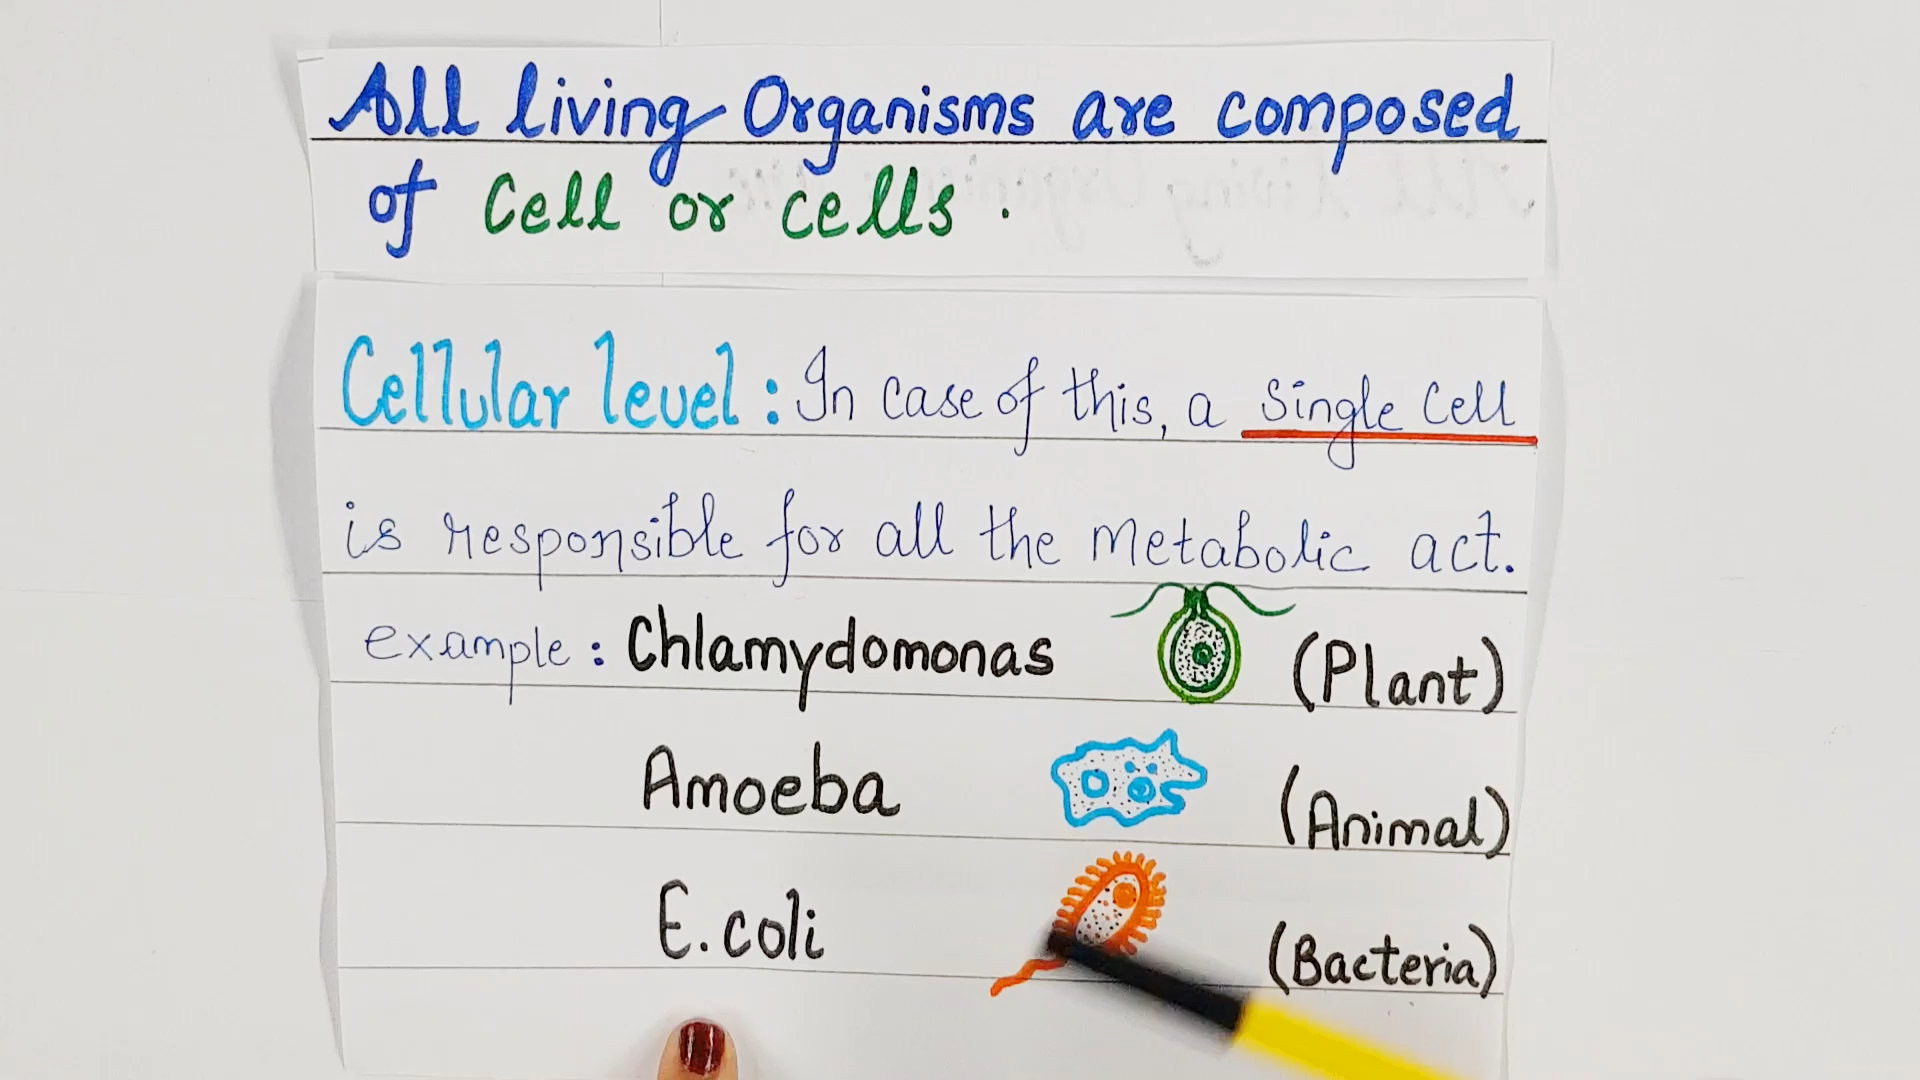 All living Organisms are composed
of Cell or cells.
Cellular level: In case of this, a single cell
is responsible for all the metabolic act.
example: Chlamydomonas (Plant)
Amoeba (Animal)
E.coli (Bacteria)